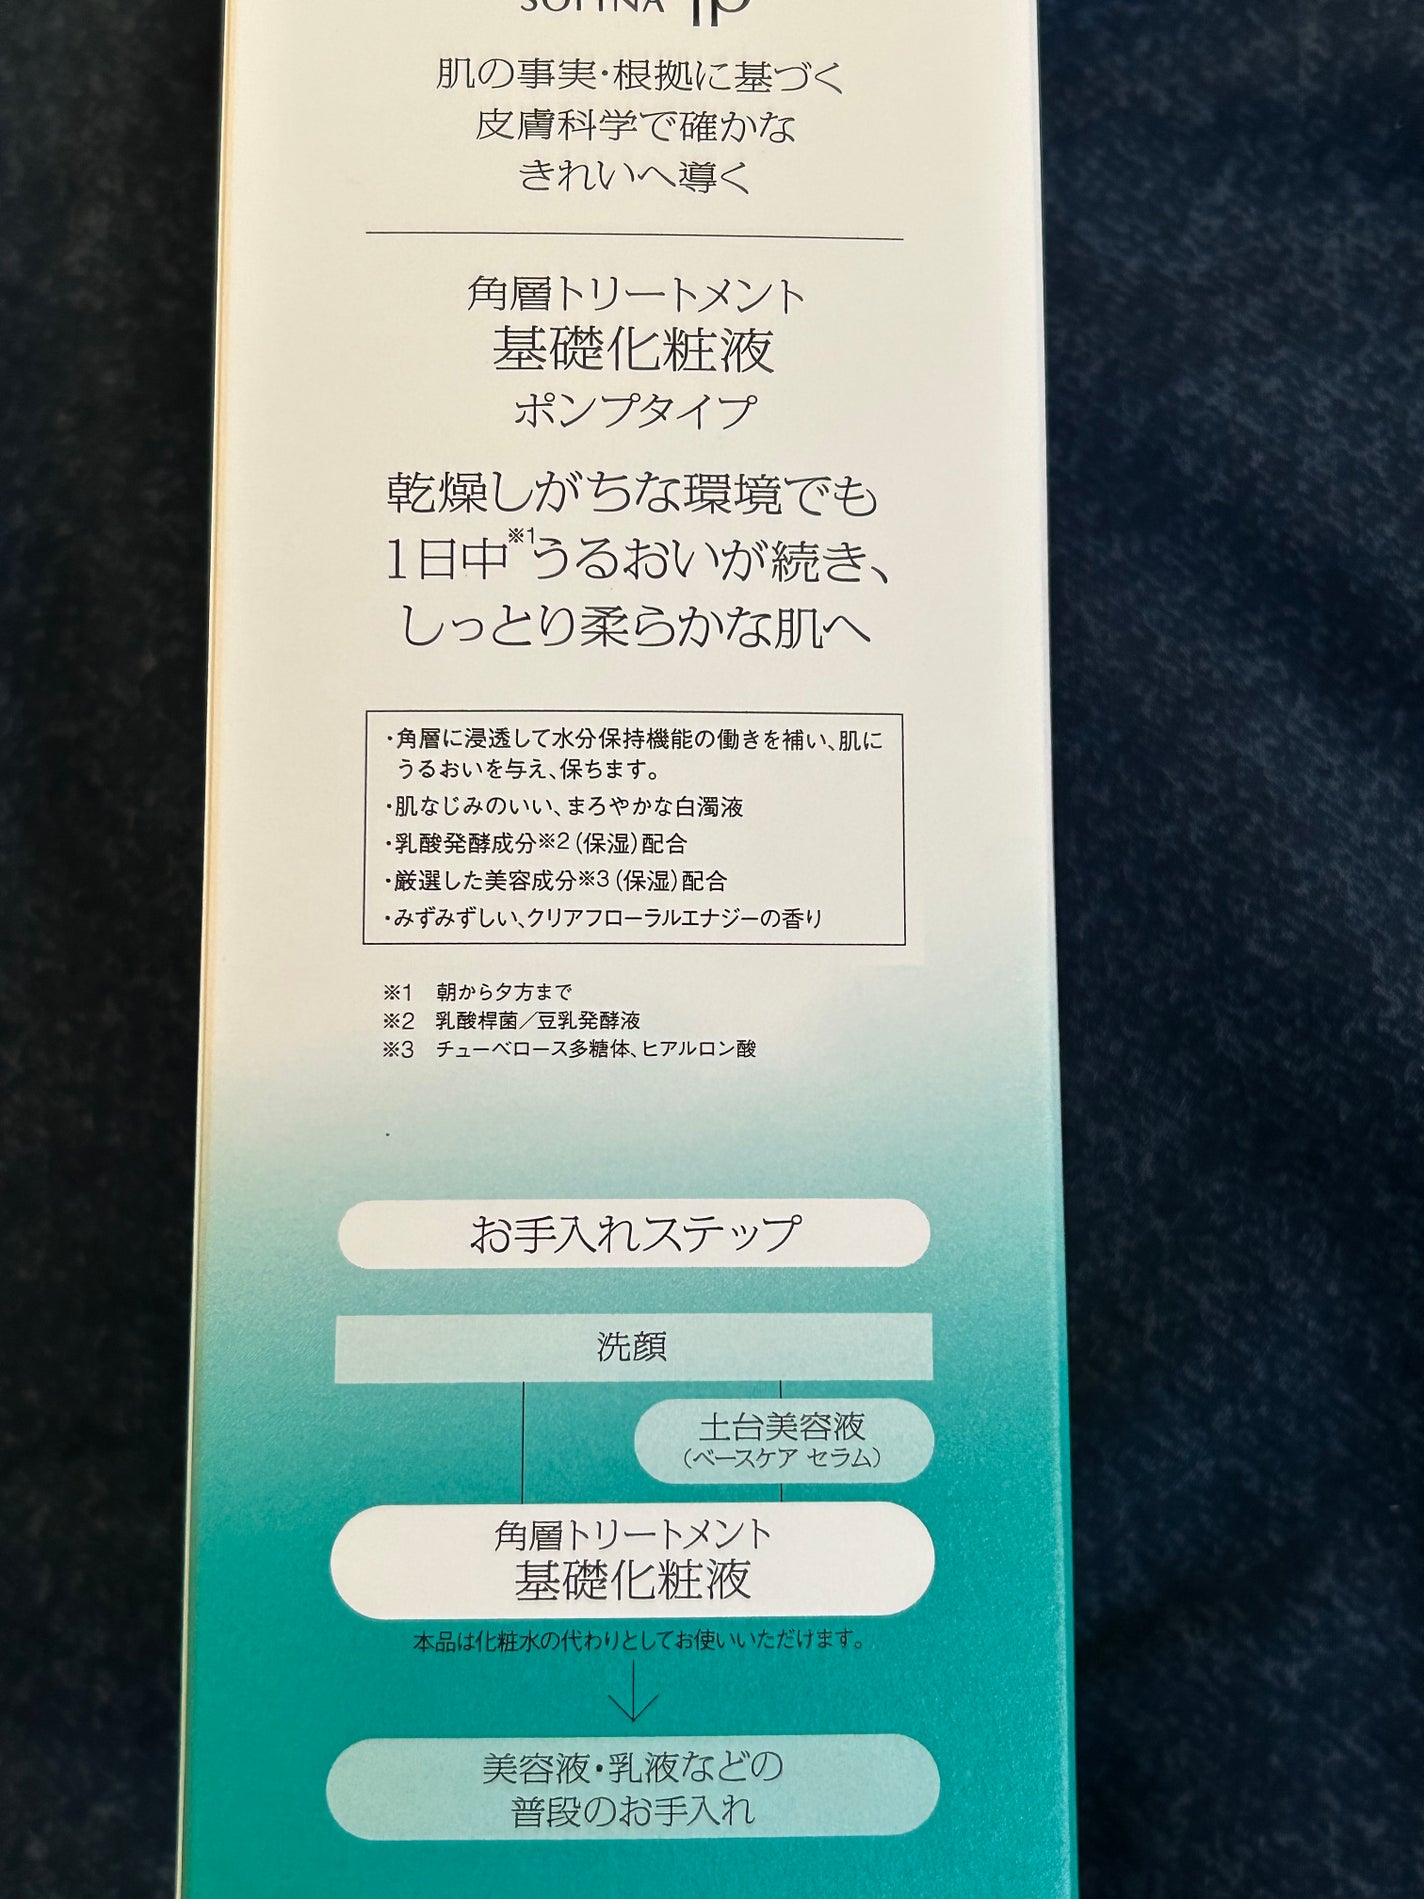 SOFINA ip
肌の事実・根拠に基づく
皮膚科学で確かな
きれいへ導く
角層トリートメント
基礎化粧液
ポンプタイプ
乾燥しがちな環境でも
1日中※1うるおいが続き、
しっとり柔らかな肌へ
・角層に浸透して水分保持機能の働きを補い、肌に
うるおいを与え、保ちます。
・肌なじみのいい、まろやかな白濁液
・乳酸発酵成分※2(保湿)配合
・厳選した美容成分※3(保湿)配合
・みずみずしい、クリアフローラルエナジーの香り
※1 朝から夕方まで
※2 乳酸桿菌／豆乳発酵液
※3 チューベロース多糖体、ヒアルロン酸
お手入れステップ
洗顔
土台美容液
(ベースケア セラム)
角層トリートメント
基礎化粧液
本品は化粧水の代わりとしてお使いいただけます。
美容液・乳液などの
普段のお手入れ